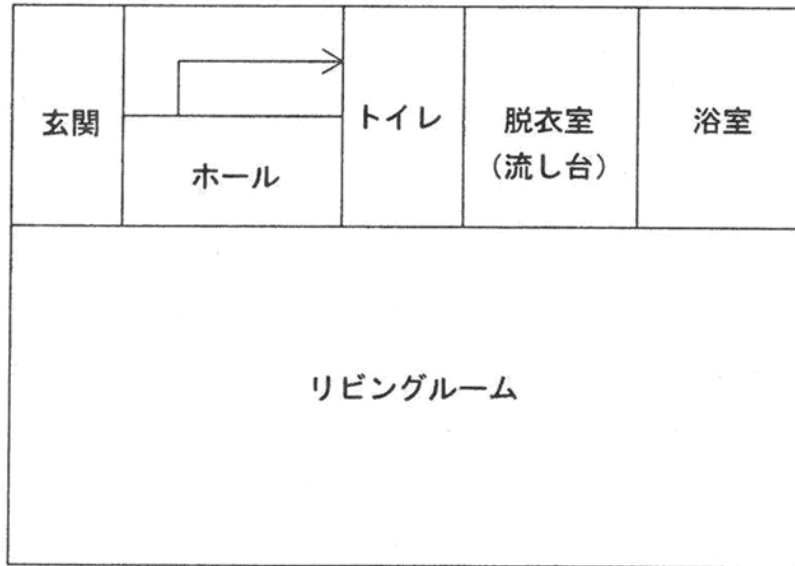 玄関
ホール
トイレ
脱衣室
（流し台）
浴室
リビングルーム